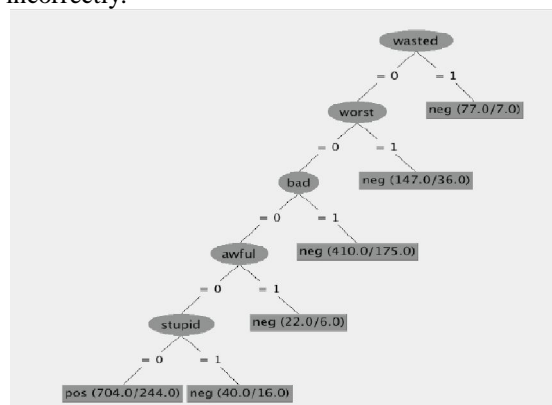 incorrectly.
wasted
= 0 = 1
worst neg (77.0/7.0)
= 0 = 1
bad neg (147.0/36.0)
= 0 = 1
awful neg (410.0/175.0)
= 0 = 1
stupid neg (22.0/6.0)
= 0 = 1
pos (704.0/244.0) neg (40.0/16.0)